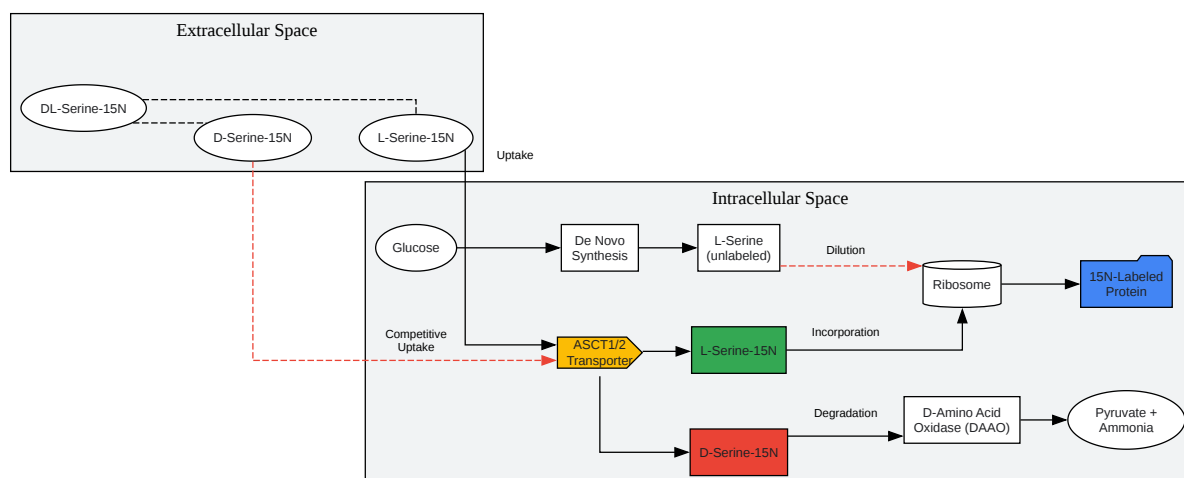 Extracellular Space
DL-Serine-15N
D-Serine-15N
L-Serine-15N
Uptake
Intracellular Space
Glucose
De Novo
Synthesis
L-Serine
(unlabeled)
Dilution
Ribosome
15N-Labeled
Protein
Competitive
Uptake
ASCT1/2
Transporter
L-Serine-15N
Incorporation
D-Serine-15N
Degradation
D-Amino Acid
Oxidase (DAAO)
Pyruvate +
Ammonia